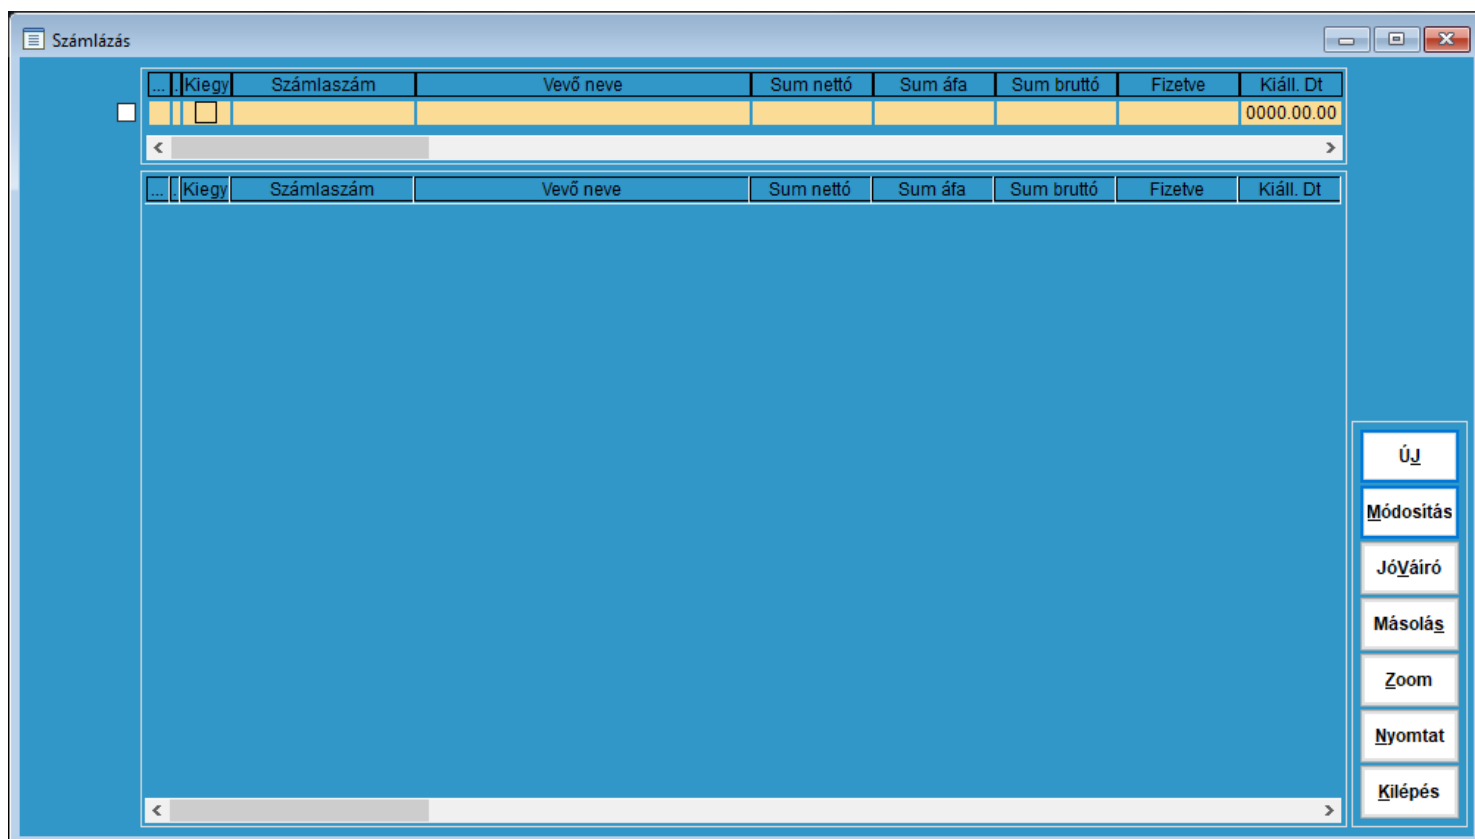 Számlázás
... . Kiegy Számlaszám Vevő neve Sum nettó Sum áfa Sum bruttó Fizetve Kiáll. Dt
0000.00.00
... . Kiegy Számlaszám Vevő neve Sum nettó Sum áfa Sum bruttó Fizetve Kiáll. Dt
ÚJ
Módosítás
JóVáíró
Másolás
Zoom
Nyomtat
Kilépés